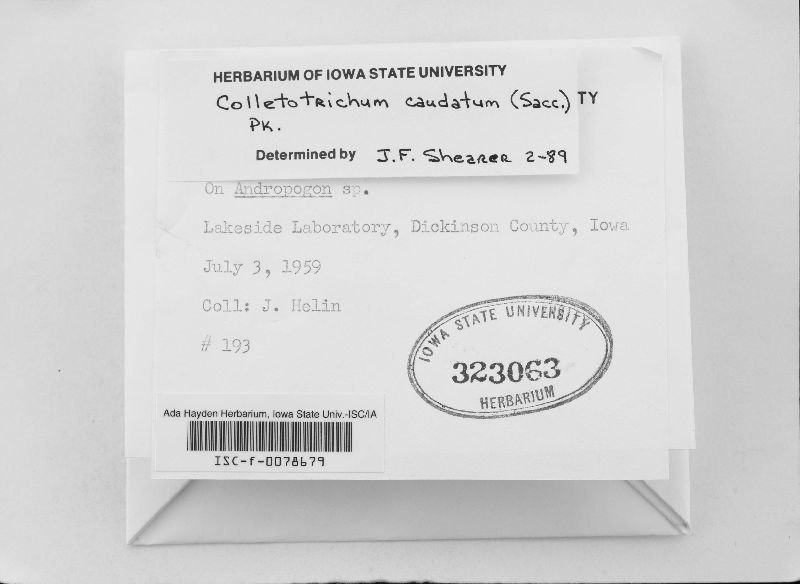 HERBARIUM OF IOWA STATE UNIVERSITY
Colletotrichum caudatum (Sacc.) TY
PK.
Determined by J.F. Shearer 2-89
On Andropogon sp.
Lakeside Laboratory, Dickinson County, Iowa
July 3, 1959
Coll: J. Helin
# 193
IOWA STATE UNIVERSITY
323063
HERBARIUM
Ada Hayden Herbarium, Iowa State Univ.-ISC/IA
ISC-f-0078679